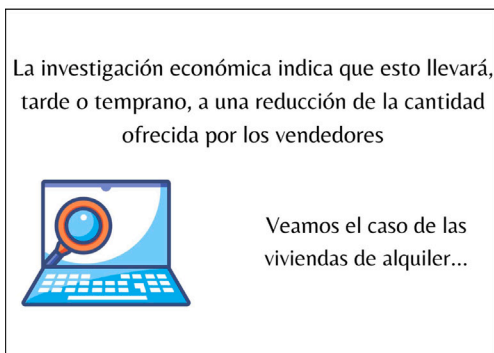 La investigación económica indica que esto llevará,
tarde o temprano, a una reducción de la cantidad
ofrecida por los vendedores
Veamos el caso de las
viviendas de alquiler...